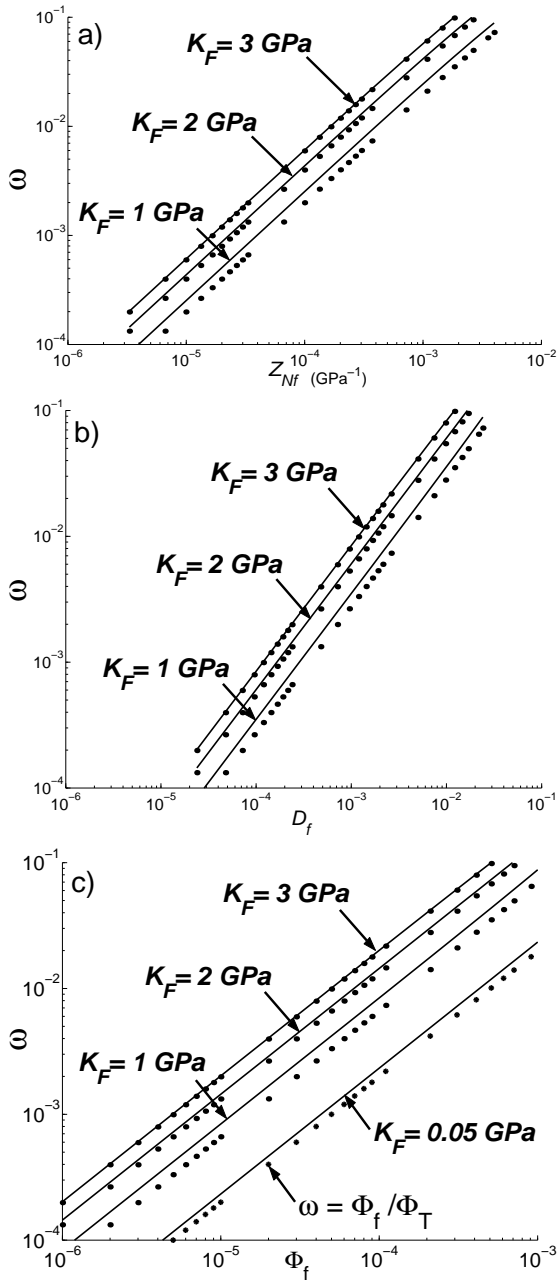 a)
10⁻¹
K_F= 3 GPa
10⁻²
K_F= 2 GPa
ω
K_F= 1 GPa
10⁻³
10⁻⁴
10⁻⁶ 10⁻⁵ 10⁻⁴ 10⁻³ 10⁻²
Z_Nf (GPa⁻¹)
10⁻¹
b)
K_F= 3 GPa
10⁻²
K_F= 2 GPa
ω
10⁻³
K_F= 1 GPa
10⁻⁴
10⁻⁶ 10⁻⁵ 10⁻⁴ 10⁻³ 10⁻² 10⁻¹
D_f
10⁻¹
c)
K_F= 3 GPa
K_F= 2 GPa
10⁻²
ω
K_F= 1 GPa
10⁻³
K_F= 0.05 GPa
ω = Φ_f /Φ_T
10⁻⁴
10⁻⁶ 10⁻⁵ 10⁻⁴ 10⁻³
Φ_f